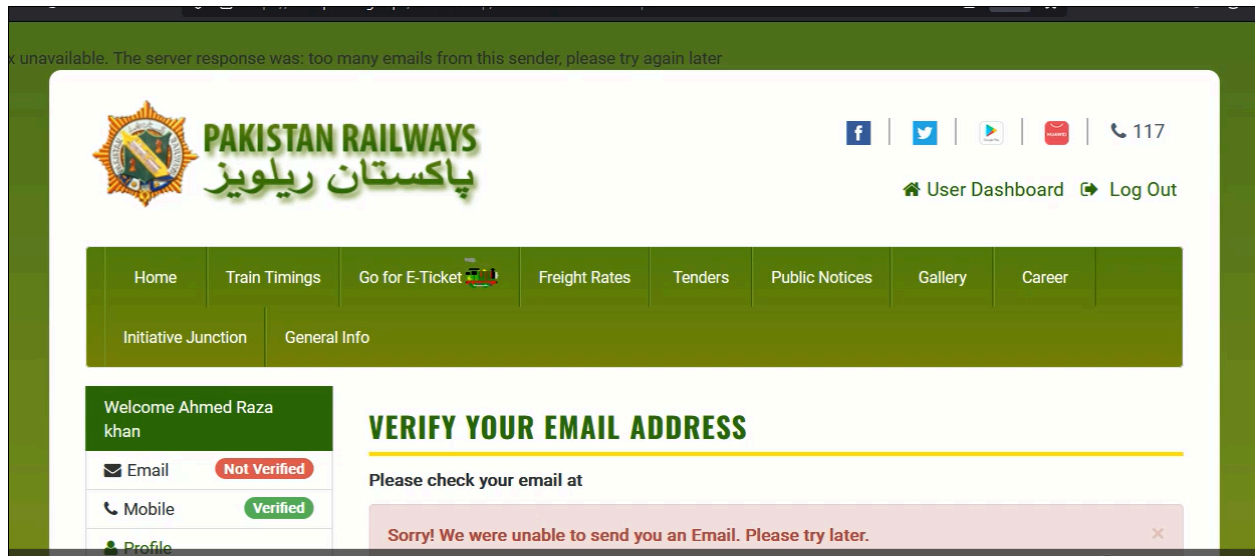 unavailable. The server response was: too many emails from this sender, please try again later
PAKISTAN RAILWAYS
پاکستان ریلویز
117
User Dashboard Log Out
Home Train Timings Go for E-Ticket Freight Rates Tenders Public Notices Gallery Career
Initiative Junction General Info
Welcome Ahmed Raza
khan
VERIFY YOUR EMAIL ADDRESS
Email Not Verified
Please check your email at
Mobile Verified
Sorry! We were unable to send you an Email. Please try later. ×
Profile